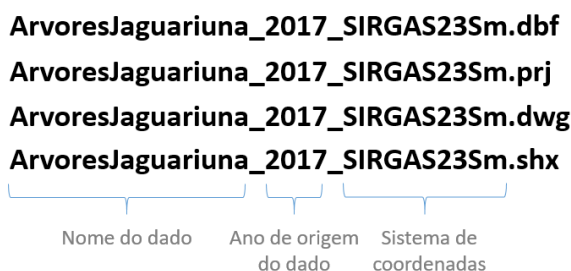 ArvoresJaguariuna_2017_SIRGAS23Sm.dbf
ArvoresJaguariuna_2017_SIRGAS23Sm.prj
ArvoresJaguariuna_2017_SIRGAS23Sm.dwg
ArvoresJaguariuna_2017_SIRGAS23Sm.shx
Nome do dado Ano de origem Sistema de
do dado coordenadas